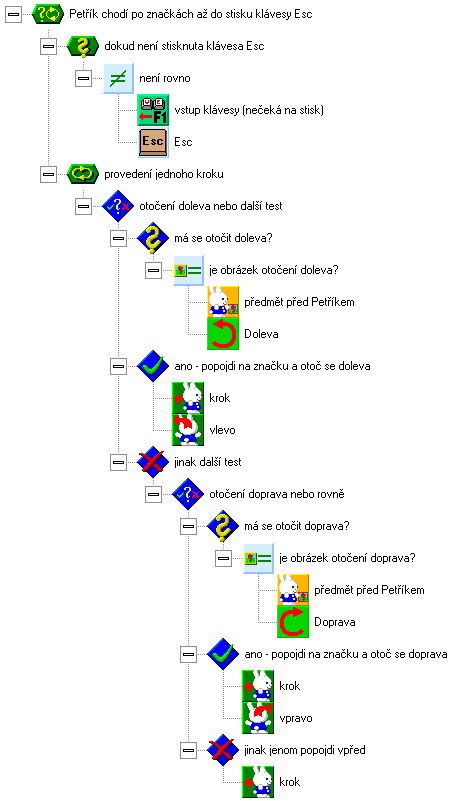 Petřík chodí po značkách až do stisku klávesy Esc
dokud není stisknuta klávesa Esc
není rovno
F1
vstup klávesy (nečeká na stisk)
Esc
Esc
provedení jednoho kroku
otočení doleva nebo další test
má se otočit doleva?
je obrázek otočení doleva?
předmět před Petříkem
Doleva
ano - popojdi na značku a otoč se doleva
krok
vlevo
jinak další test
otočení doprava nebo rovně
má se otočit doprava?
je obrázek otočení doprava?
předmět před Petříkem
Doprava
ano - popojdi na značku a otoč se doprava
krok
vpravo
jinak jenom popojdi vpřed
krok